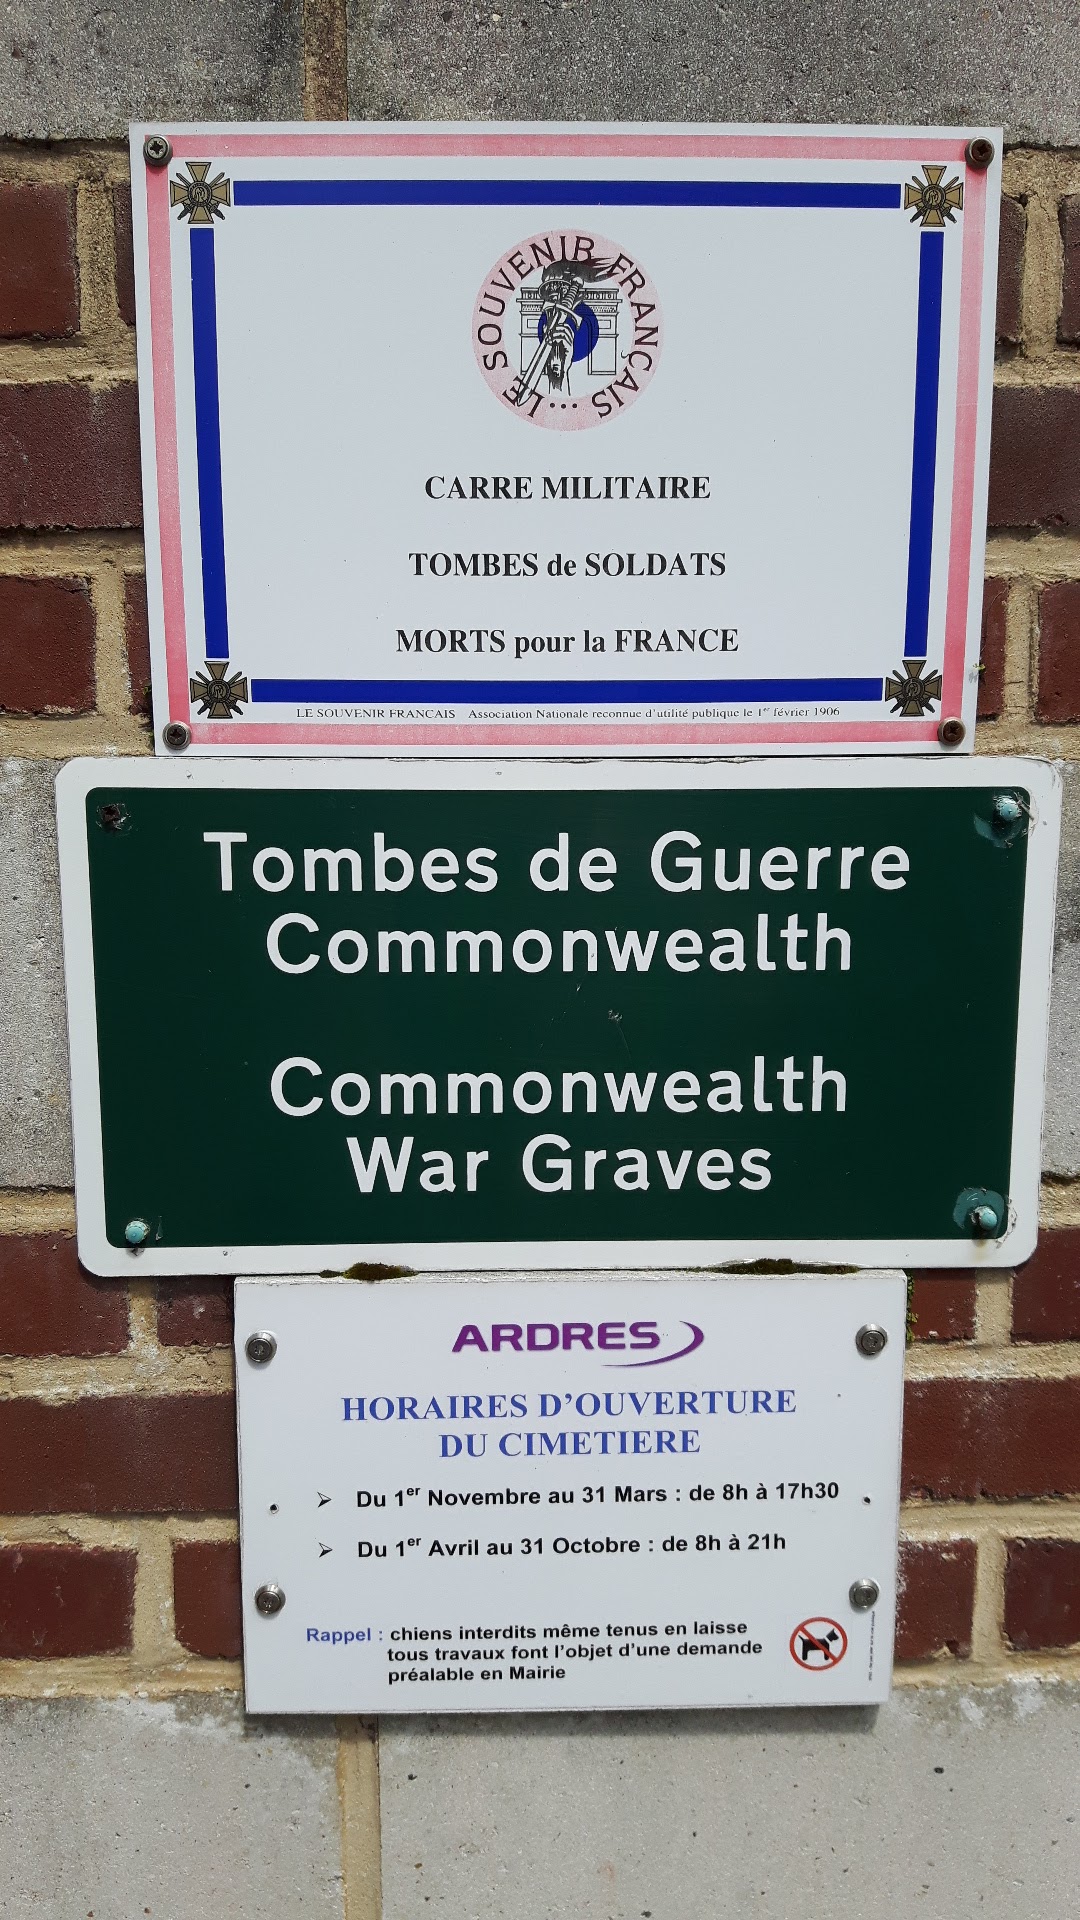 LE SOUVENIR FRANÇAIS...
CARRE MILITAIRE
TOMBES de SOLDATS
MORTS pour la FRANCE
LE SOUVENIR FRANCAIS Association Nationale reconnue d'utilité publique le 1er février 1906
Tombes de Guerre
Commonwealth
Commonwealth
War Graves
ARDRES
HORAIRES D'OUVERTURE
DU CIMETIERE
➢ Du 1er Novembre au 31 Mars : de 8h à 17h30
➢ Du 1er Avril au 31 Octobre : de 8h à 21h
Rappel : chiens interdits même tenus en laisse
tous travaux font l'objet d'une demande
préalable en Mairie